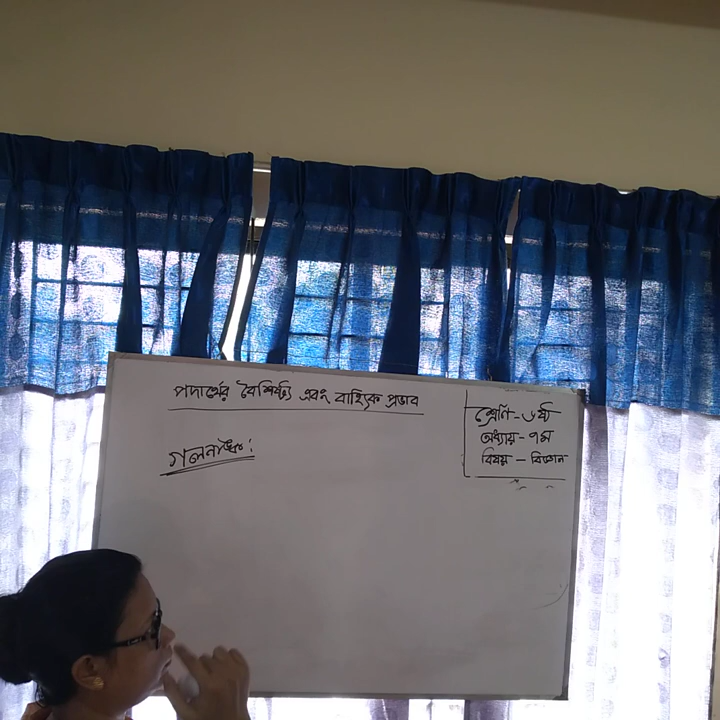 পদার্থের বৈশিষ্ট্য এবং বাহ্যিক প্রভাব
শ্রেণি - ৬ষ্ঠ
অধ্যায় - ৭ম
বিষয় - বিজ্ঞান
গলনাঙ্ক: